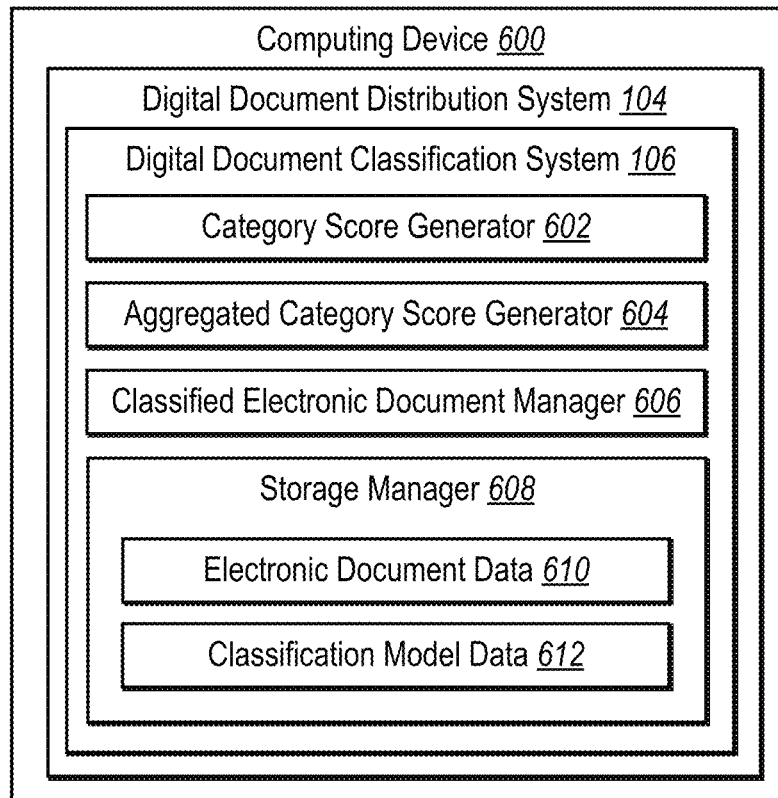 Computing Device 600
Digital Document Distribution System 104
Digital Document Classification System 106
Category Score Generator 602
Aggregated Category Score Generator 604
Classified Electronic Document Manager 606
Storage Manager 608
Electronic Document Data 610
Classification Model Data 612